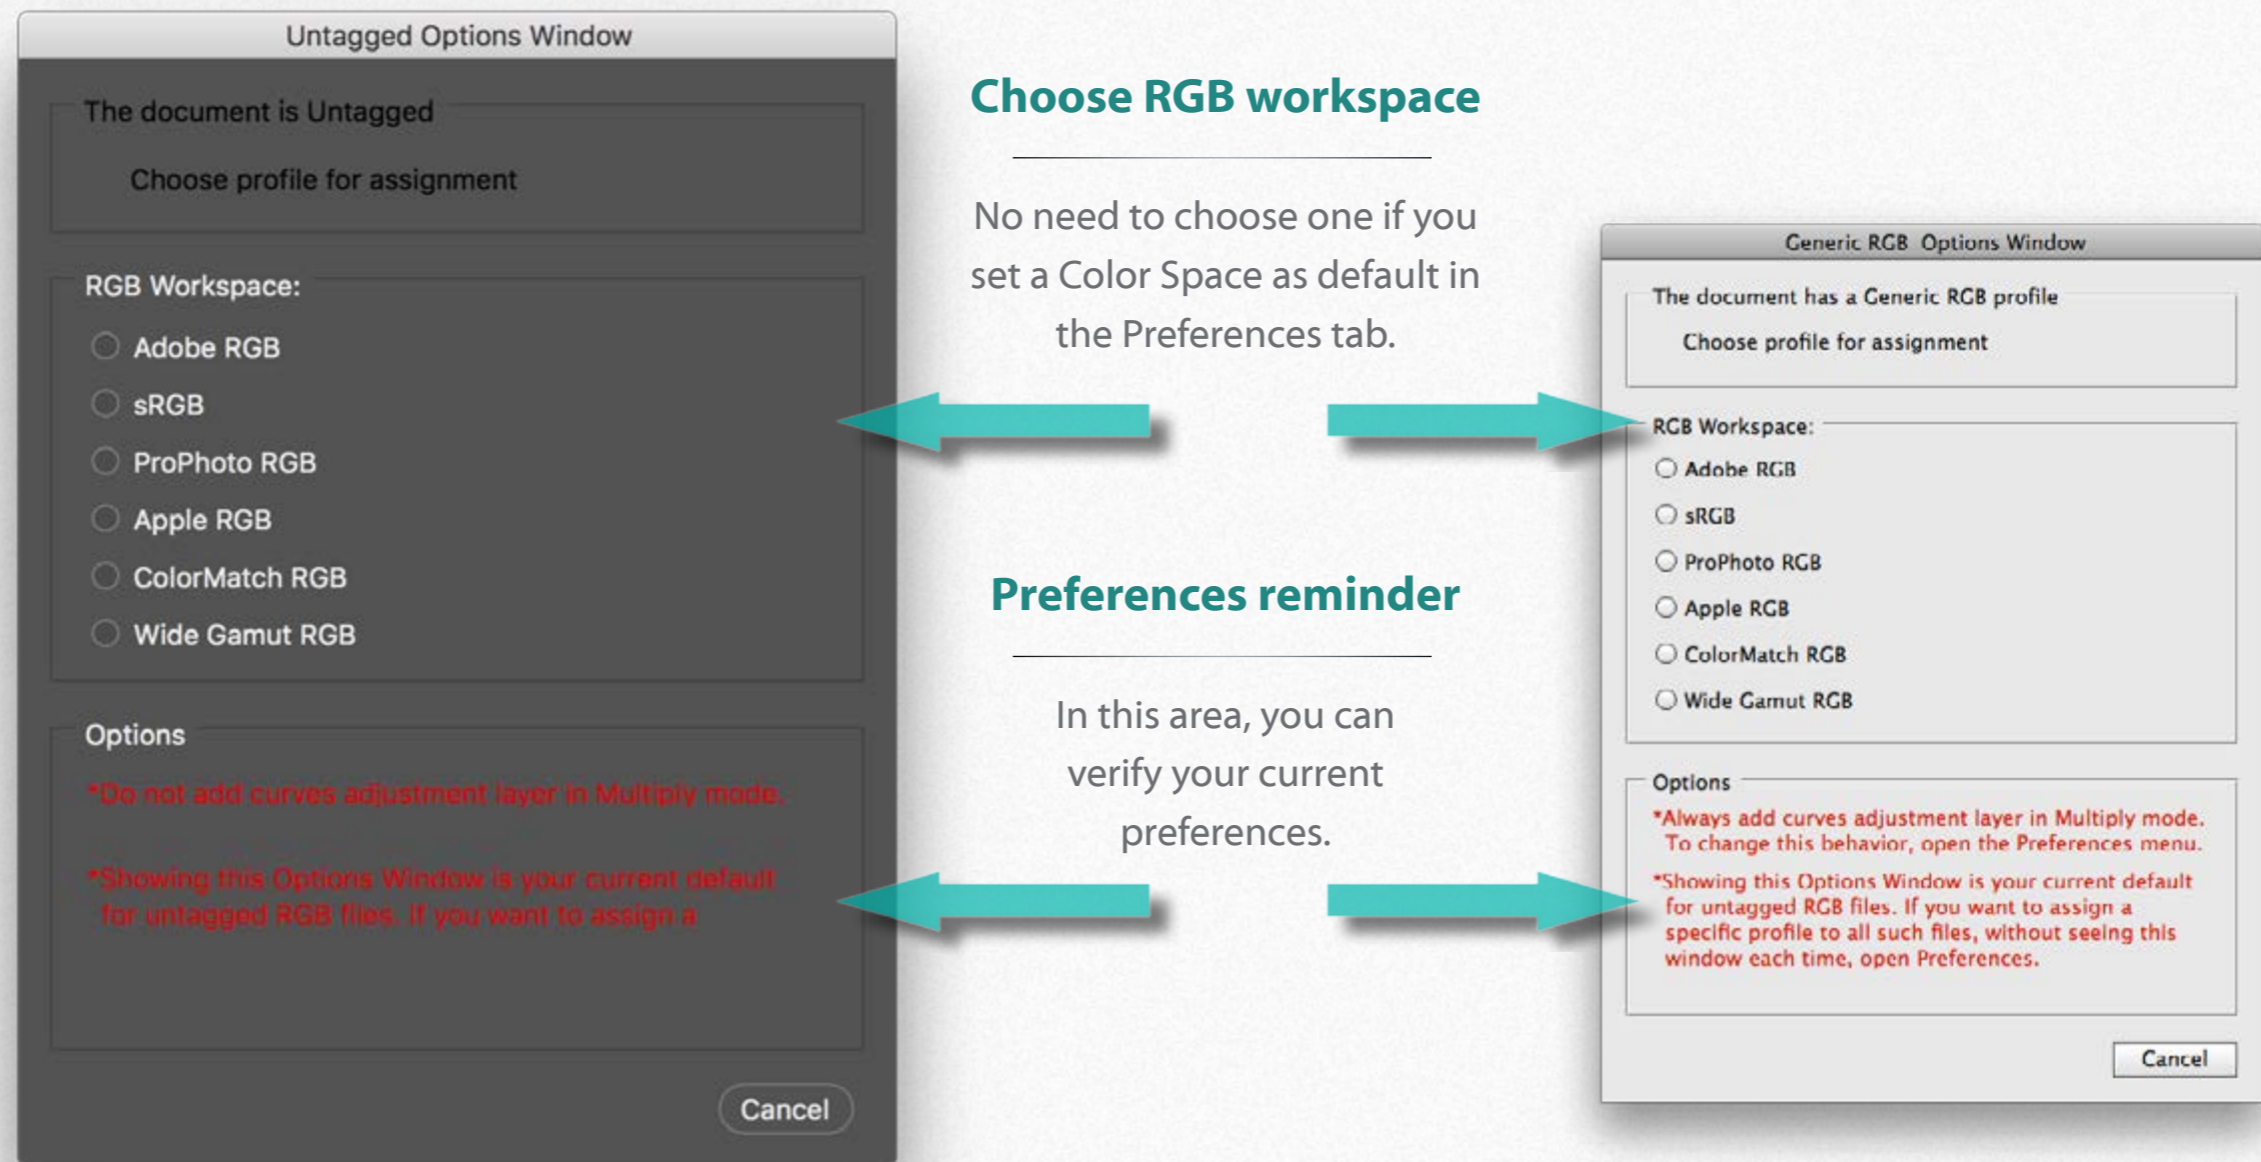 Untagged Options Window
The document is Untagged
Choose profile for assignment
RGB Workspace:
Adobe RGB
sRGB
ProPhoto RGB
Apple RGB
ColorMatch RGB
Wide Gamut RGB
Options
*Do not add curves adjustment layer in Multiply mode.
*Showing this Options Window is your current default
for untagged RGB files. If you want to assign a
Cancel
Choose RGB workspace
No need to choose one if you
set a Color Space as default in
the Preferences tab.
Preferences reminder
In this area, you can
verify your current
preferences.
Generic RGB Options Window
The document has a Generic RGB profile
Choose profile for assignment
RGB Workspace:
Adobe RGB
sRGB
ProPhoto RGB
Apple RGB
ColorMatch RGB
Wide Gamut RGB
Options
*Always add curves adjustment layer in Multiply mode.
To change this behavior, open the Preferences menu.
*Showing this Options Window is your current default
for untagged RGB files. If you want to assign a
specific profile to all such files, without seeing this
window each time, open Preferences.
Cancel